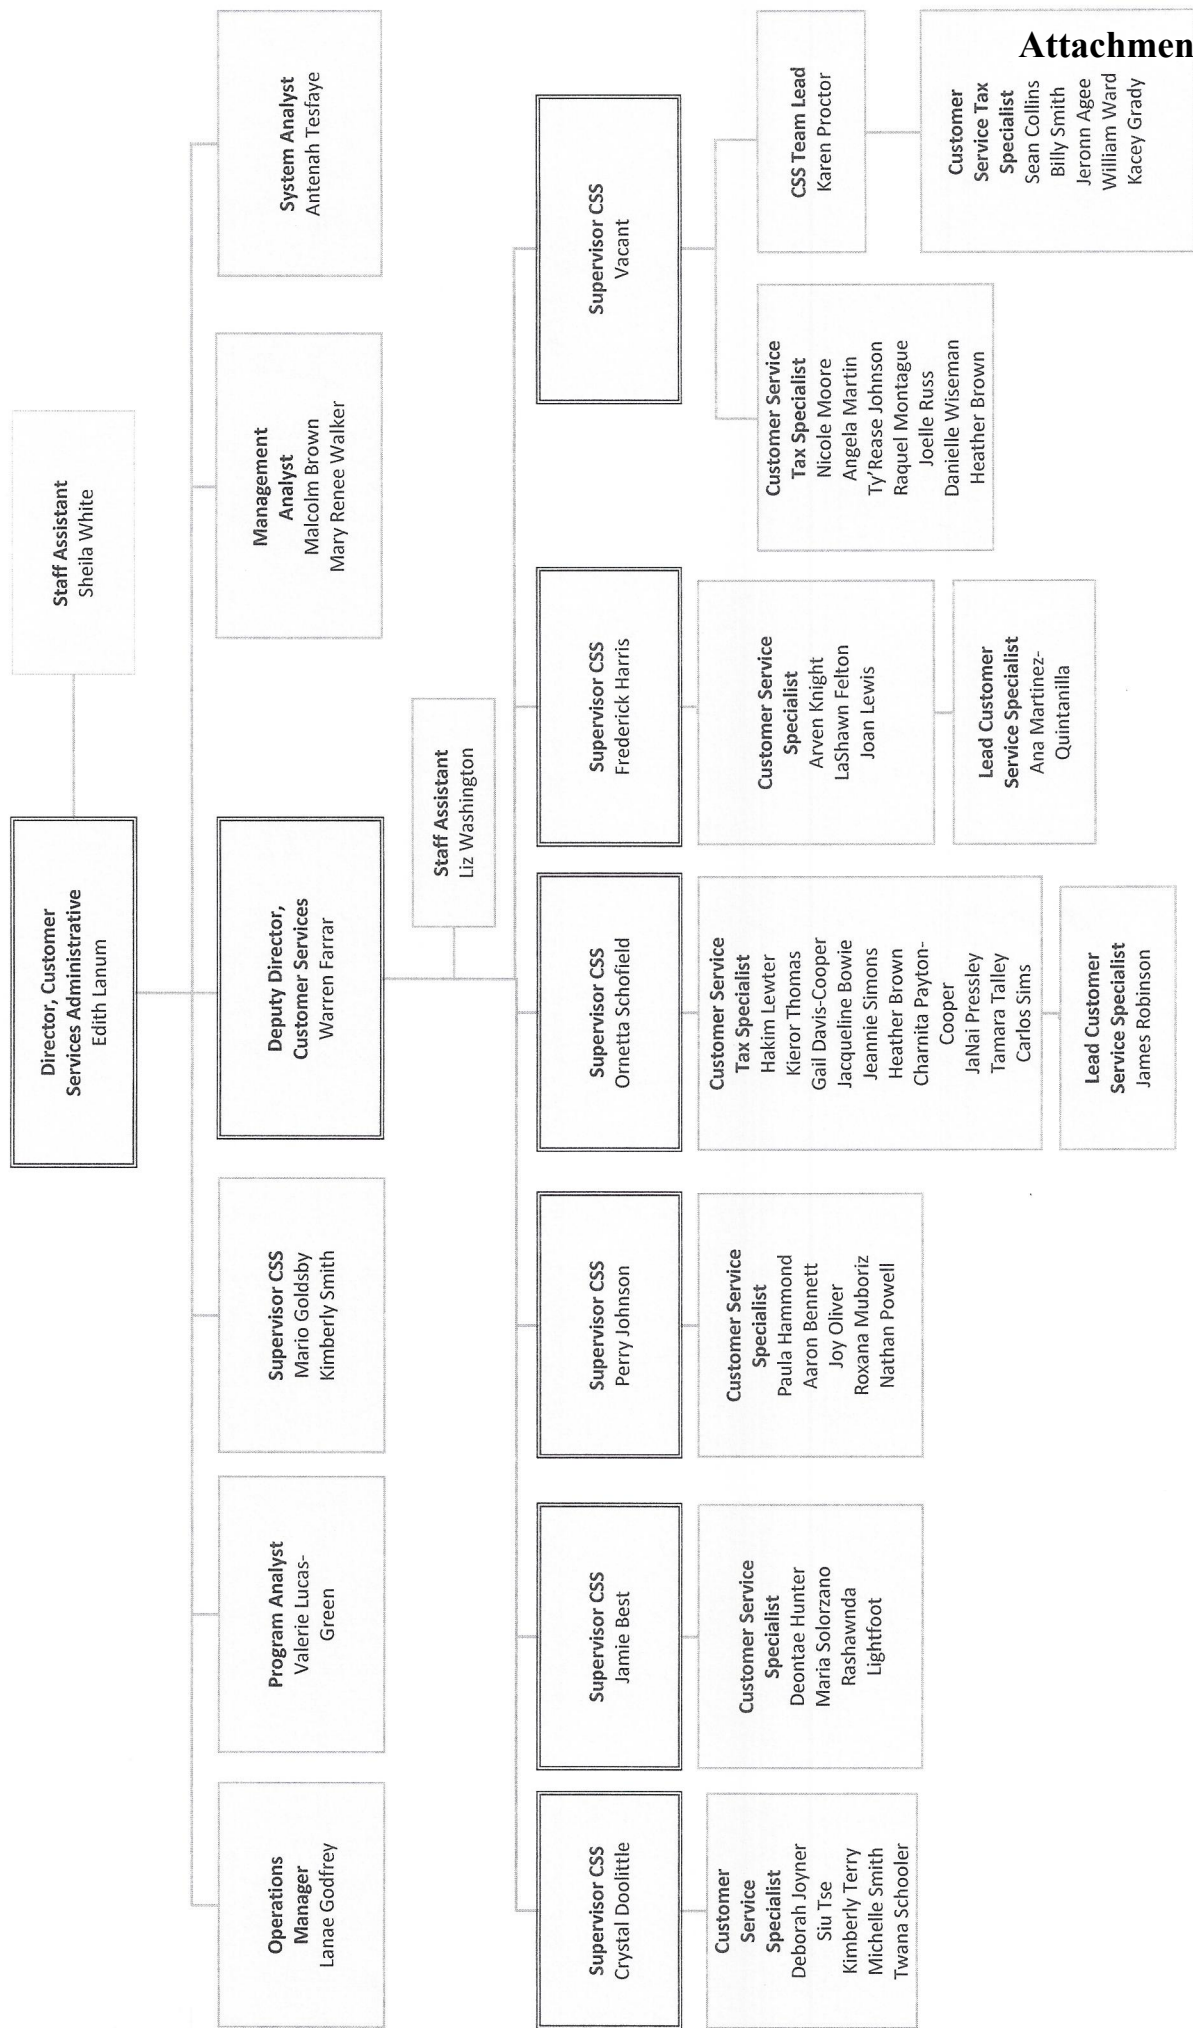 Attachmen
Director, Customer
Services Administrative
Edith Lanum
Staff Assistant
Sheila White
Operations
Manager
Lanae Godfrey
Program Analyst
Valerie Lucas-
Green
Supervisor CSS
Mario Goldsby
Kimberly Smith
Deputy Director,
Customer Services
Warren Farrar
Management
Analyst
Malcolm Brown
Mary Renee Walker
System Analyst
Antenah Tesfaye
Staff Assistant
Liz Washington
Supervisor CSS
Crystal Doolittle
Customer
Service
Specialist
Deborah Joyner
Siu Tse
Kimberly Terry
Michelle Smith
Twana Schooler
Supervisor CSS
Jamie Best
Customer Service
Specialist
Deontae Hunter
Maria Solorzano
Rashawnda
Lightfoot
Supervisor CSS
Perry Johnson
Customer Service
Specialist
Paula Hammond
Aaron Bennett
Joy Oliver
Roxana Muboriz
Nathan Powell
Supervisor CSS
Ornetta Schofield
Customer Service
Tax Specialist
Hakim Lewter
Kieror Thomas
Gail Davis-Cooper
Jacqueline Bowie
Jeannie Simons
Heather Brown
Charnita Payton-
Cooper
JaNai Pressley
Tamara Talley
Carlos Sims
Lead Customer
Service Specialist
James Robinson
Supervisor CSS
Frederick Harris
Customer Service
Specialist
Arven Knight
LaShawn Felton
Joan Lewis
Lead Customer
Service Specialist
Ana Martinez-
Quintanilla
Supervisor CSS
Vacant
Customer Service
Tax Specialist
Nicole Moore
Angela Martin
Ty'Rease Johnson
Raquel Montague
Joelle Russ
Danielle Wiseman
Heather Brown
CSS Team Lead
Karen Proctor
Customer
Service Tax
Specialist
Sean Collins
Billy Smith
Jeronn Agee
William Ward
Kacey Grady